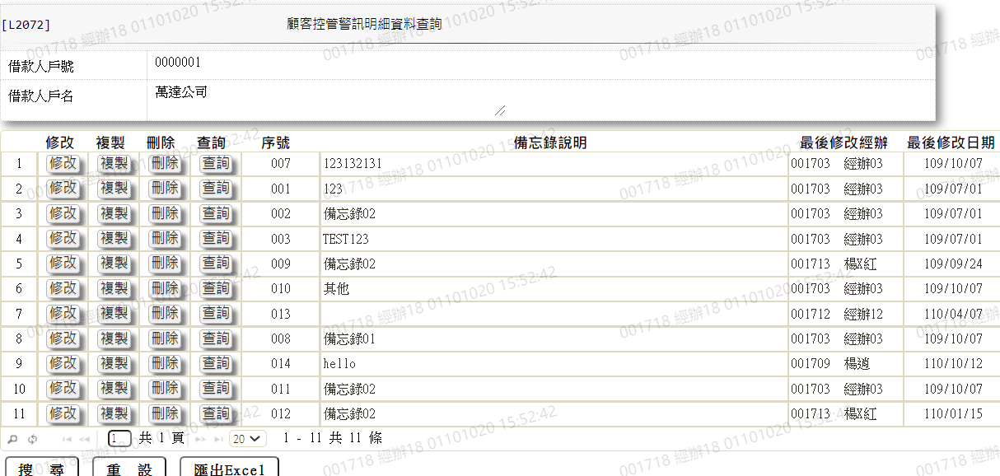 [L2072] 顧客控管警訊明細資料查詢
借款人戶號 0000001
借款人戶名 萬達公司
修改 複製 刪除 查詢 序號 備忘錄說明 最後修改經辦 最後修改日期
1 修改 複製 刪除 查詢 007 123132131 001703 經辦03 109/10/07
2 修改 複製 刪除 查詢 001 123 001703 經辦03 109/07/01
3 修改 複製 刪除 查詢 002 備忘錄02 001703 經辦03 109/07/01
4 修改 複製 刪除 查詢 003 TEST123 001703 經辦03 109/07/01
5 修改 複製 刪除 查詢 009 備忘錄02 001713 楊X紅 109/09/24
6 修改 複製 刪除 查詢 010 其他 001703 經辦03 109/10/07
7 修改 複製 刪除 查詢 013 001712 經辦12 110/04/07
8 修改 複製 刪除 查詢 008 備忘錄01 001703 經辦03 109/10/07
9 修改 複製 刪除 查詢 014 hello 001709 楊逍 110/10/12
10 修改 複製 刪除 查詢 011 備忘錄02 001703 經辦03 109/10/07
11 修改 複製 刪除 查詢 012 備忘錄02 001713 楊X紅 110/01/15
1 共 1 頁 20 1 - 11 共 11 條
搜 尋 重 設 匯出Excel
001718 經辦18 01101020 15:52:42